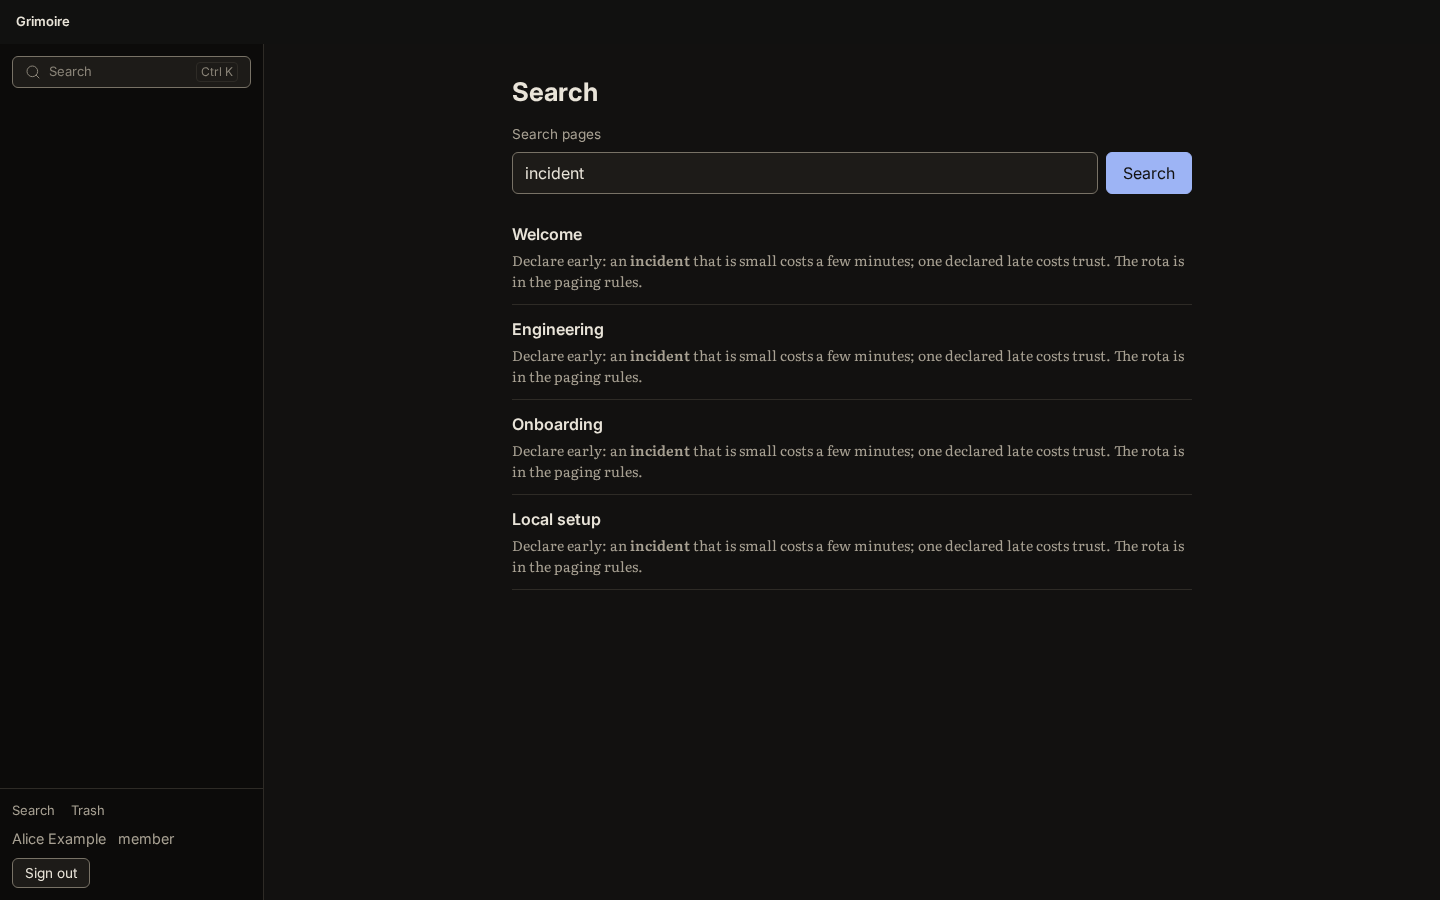 Grimoire
Search Ctrl K
Search
Search pages
incident Search
Welcome
Declare early: an incident that is small costs a few minutes; one declared late costs trust. The rota is
in the paging rules.
Engineering
Declare early: an incident that is small costs a few minutes; one declared late costs trust. The rota is
in the paging rules.
Onboarding
Declare early: an incident that is small costs a few minutes; one declared late costs trust. The rota is
in the paging rules.
Local setup
Declare early: an incident that is small costs a few minutes; one declared late costs trust. The rota is
in the paging rules.
Search Trash
Alice Example member
Sign out